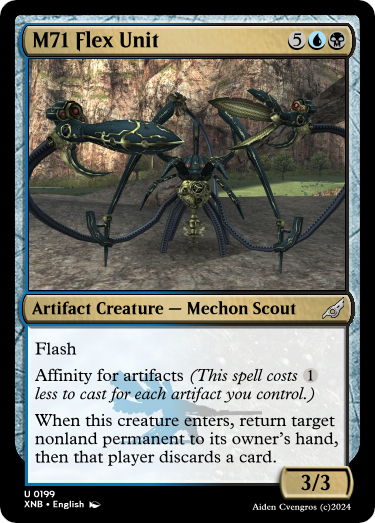 M71 Flex Unit 5
Artifact Creature — Mechon Scout
Flash
Affinity for artifacts (This spell costs 1
less to cast for each artifact you control.)
When this creature enters, return target
nonland permanent to its owner's hand,
then that player discards a card.
3/3
U 0199
XNB • English
Aiden Cvengros (c)2024